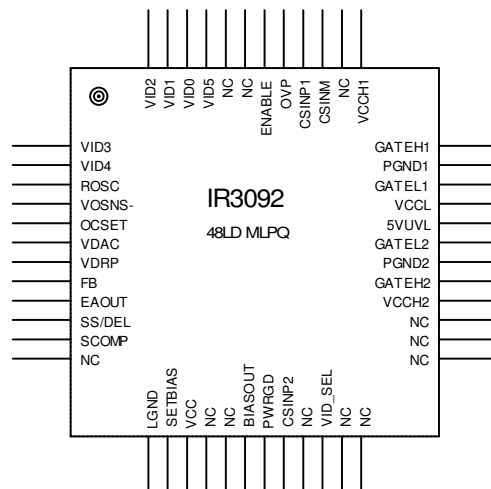 VID2
VID1
VID0
VID5
NC
NC
ENABLE
OVP
CSINP1
CSINM
NC
VCCH1
VID3
VID4
ROSC
VOSNS-
OCSET
VDAC
VDRP
FB
EAOUT
SS/DEL
SCOMP
NC
IR3092
48LD MLPQ
GATEH1
PGND1
GATEL1
VCCL
5VUVL
GATEL2
PGND2
GATEH2
VCCH2
NC
NC
NC
LGND
SETBIAS
VCC
NC
NC
BIASOUT
PWRGD
CSINP2
NC
VID_SEL
NC
NC